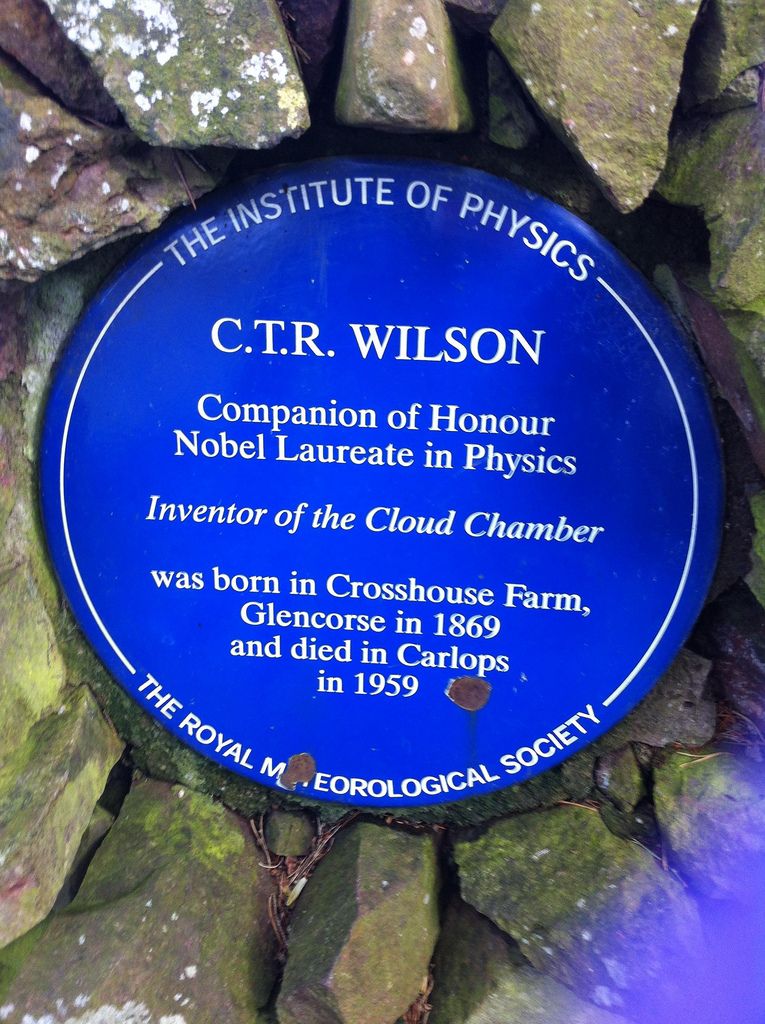 THE INSTITUTE OF PHYSICS
C.T.R. WILSON
Companion of Honour
Nobel Laureate in Physics
Inventor of the Cloud Chamber
was born in Crosshouse Farm,
Glencorse in 1869
and died in Carlops
in 1959
THE ROYAL METEOROLOGICAL SOCIETY